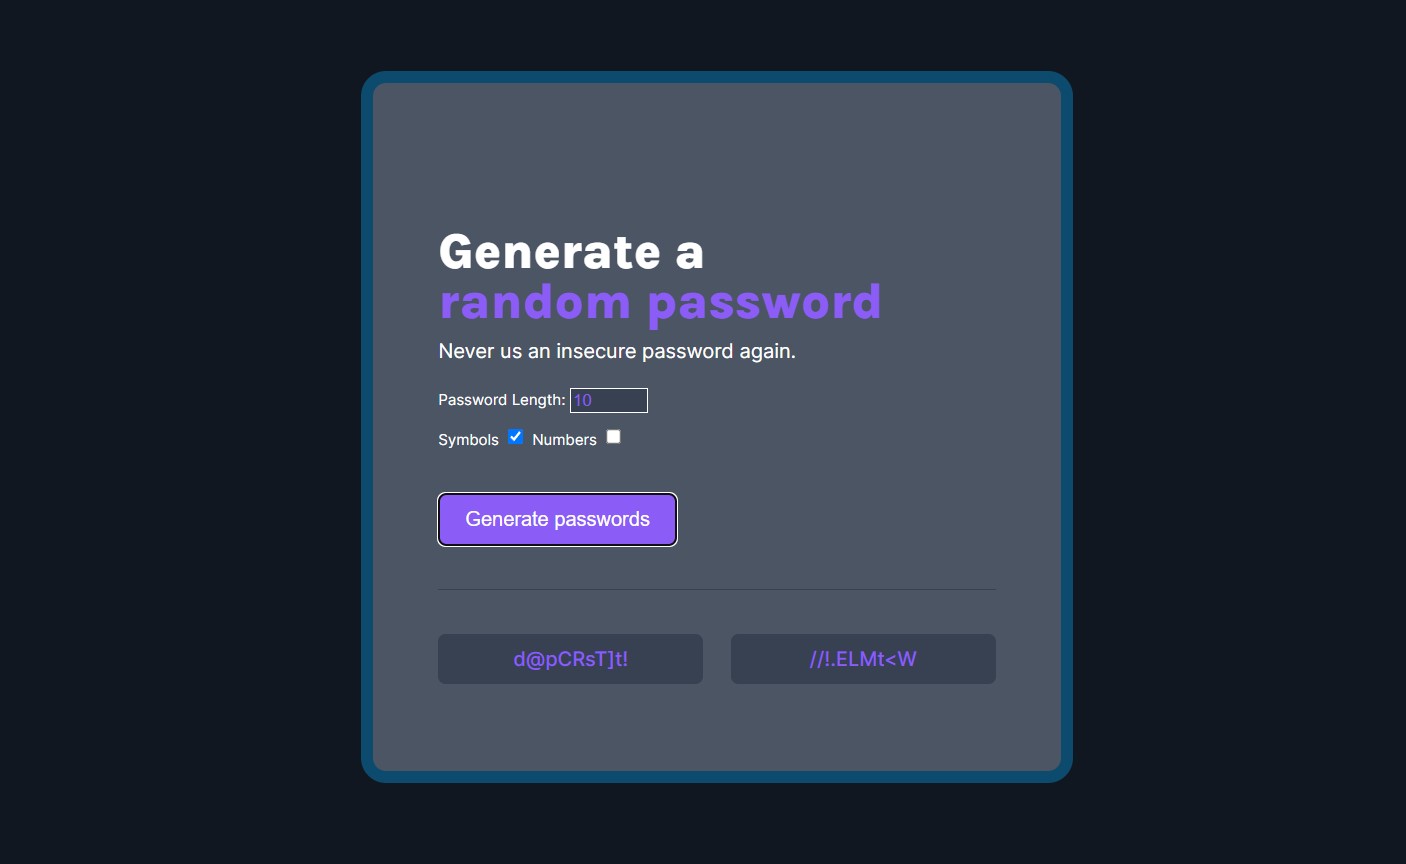 Generate a
random password
Never us an insecure password again.
Password Length: 10
Symbols Numbers
Generate passwords
d@pCRsT]t! //!.ELMt<W